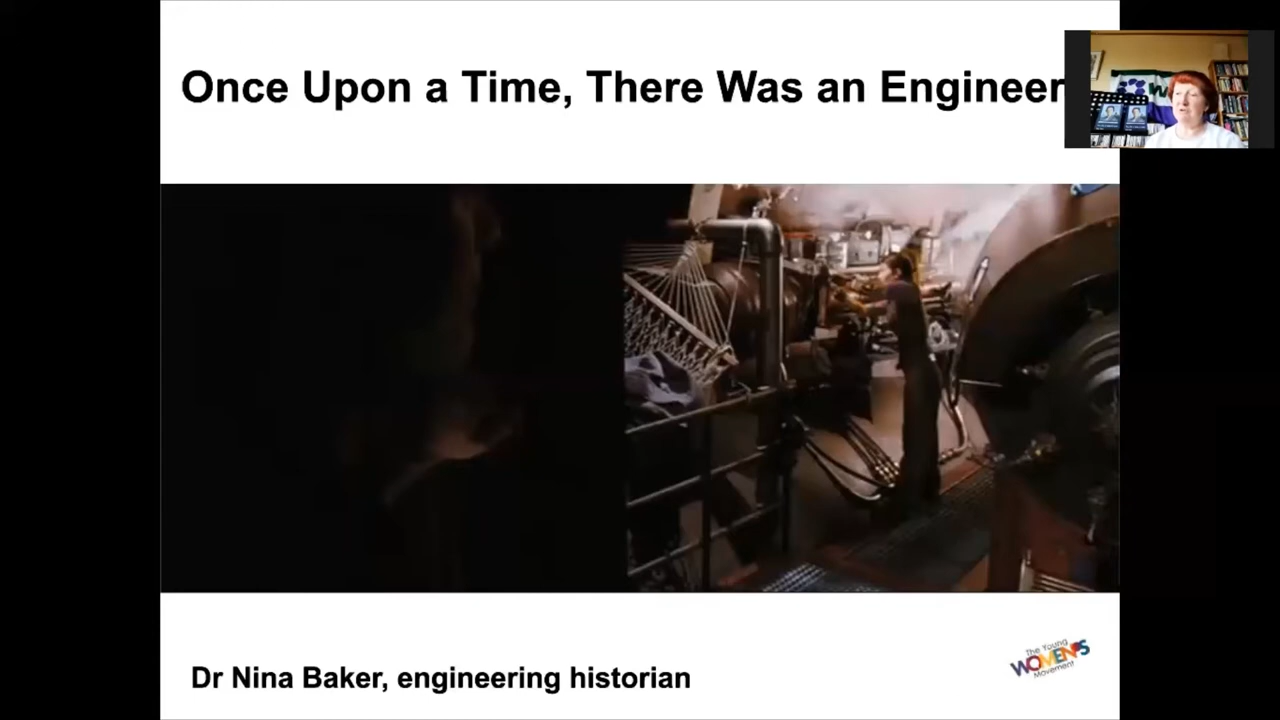 Once Upon a Time, There Was an Engineer
Dr Nina Baker, engineering historian
The Young
WOMEN'S
Movement